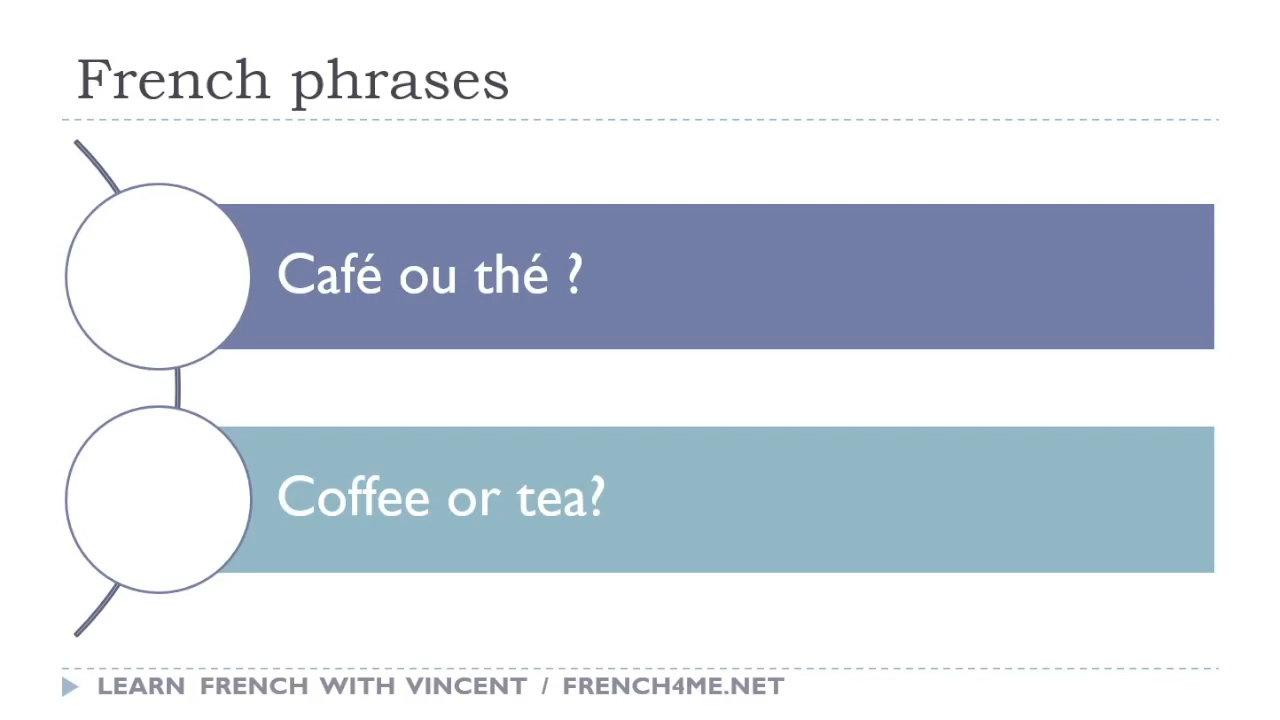 French phrases
Café ou thé ?
Coffee or tea?
LEARN FRENCH WITH VINCENT / FRENCH4ME.NET